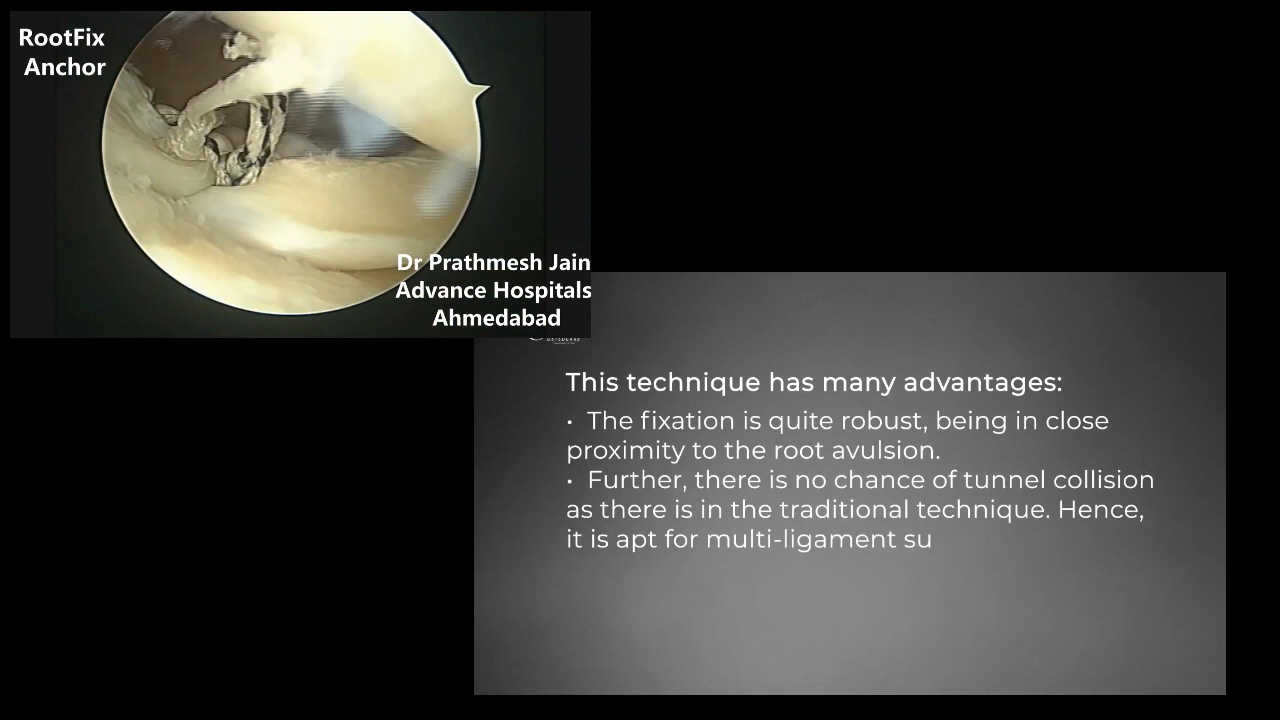 RootFix
Anchor
Dr Prathmesh Jain
Advance Hospitals
Ahmedabad
This technique has many advantages:
• The fixation is quite robust, being in close
proximity to the root avulsion.
• Further, there is no chance of tunnel collision
as there is in the traditional technique. Hence,
it is apt for multi-ligament su